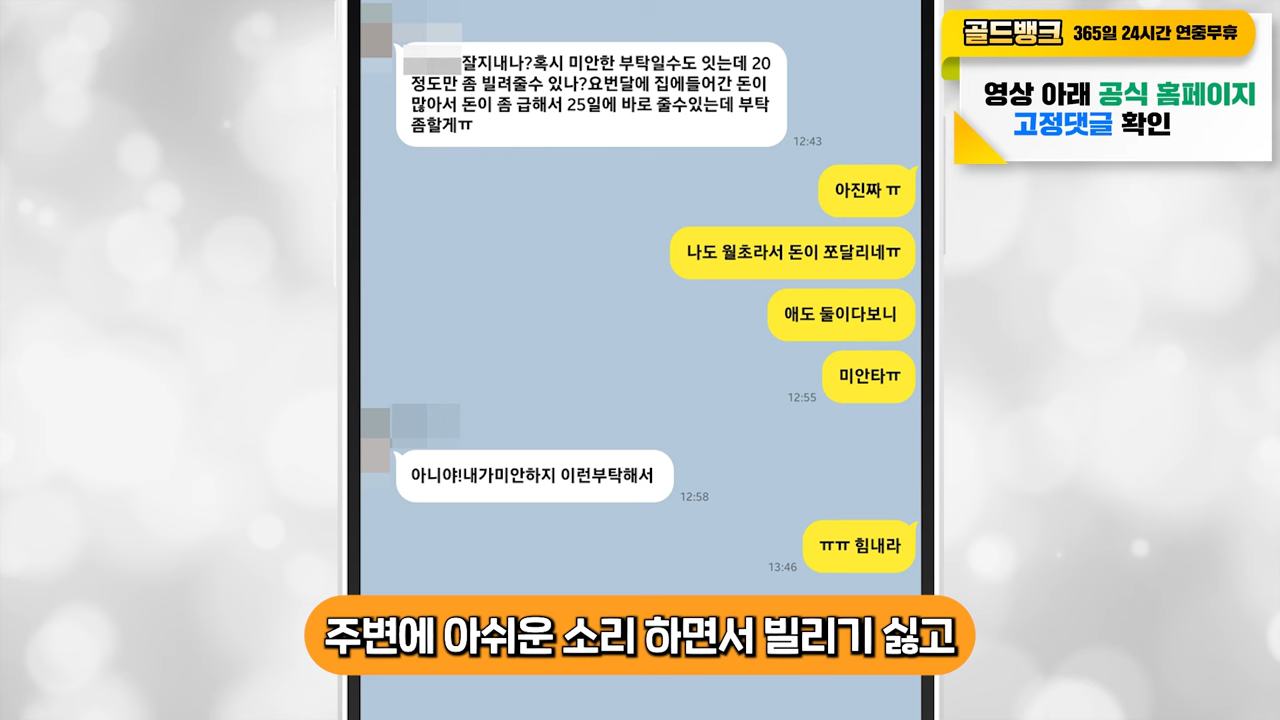 골드뱅크 365일 24시간 연중무휴
영상 아래 공식 홈페이지
고정댓글 확인
잘지내나?혹시 미안한 부탁일수도 잇는데 20
정도만 좀 빌려줄수 있나?요번달에 집에들어간 돈이
많아서 돈이 좀 급해서 25일에 바로 줄수있는데 부탁
좀할게ㅠ
12:43
아진짜 ㅠ
나도 월초라서 돈이 쪼달리네ㅠ
애도 둘이다보니
미안타ㅠ
12:55
아니야!내가미안하지 이런부탁해서
12:58
ㅠㅠ 힘내라
13:46
주변에 아쉬운 소리 하면서 빌리기 싫고